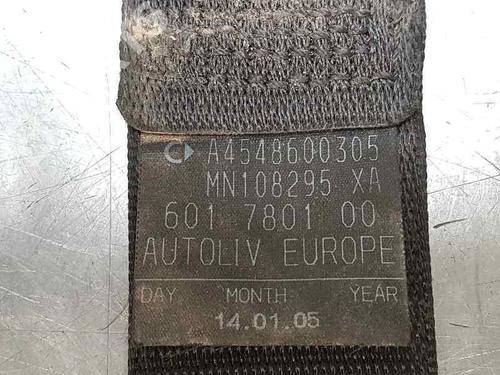 A4548600305
MN108295 XA
601 7801 00
AUTOLIV EUROPE
DAY MONTH YEAR
14.01.05